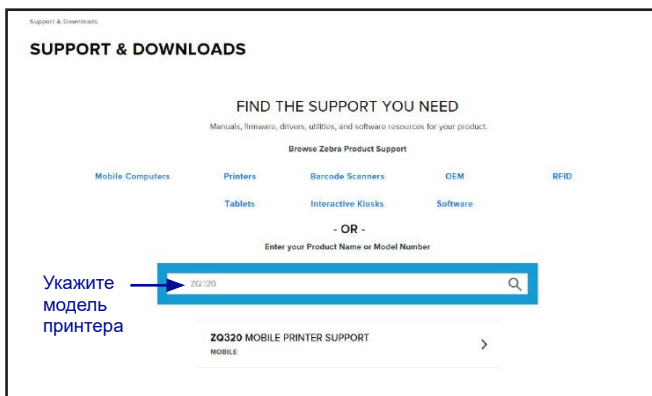 Support & Downloads
SUPPORT & DOWNLOADS
FIND THE SUPPORT YOU NEED
Manuals, firmware, drivers, utilities, and software resources for your product.
Browse Zebra Product Support
Mobile Computers Printers Barcode Scanners OEM RFID
Tablets Interactive Kiosks Software
- OR -
Enter your Product Name or Model Number
Укажите
модель
принтера
ZQ320
ZQ320 MOBILE PRINTER SUPPORT
MOBILE